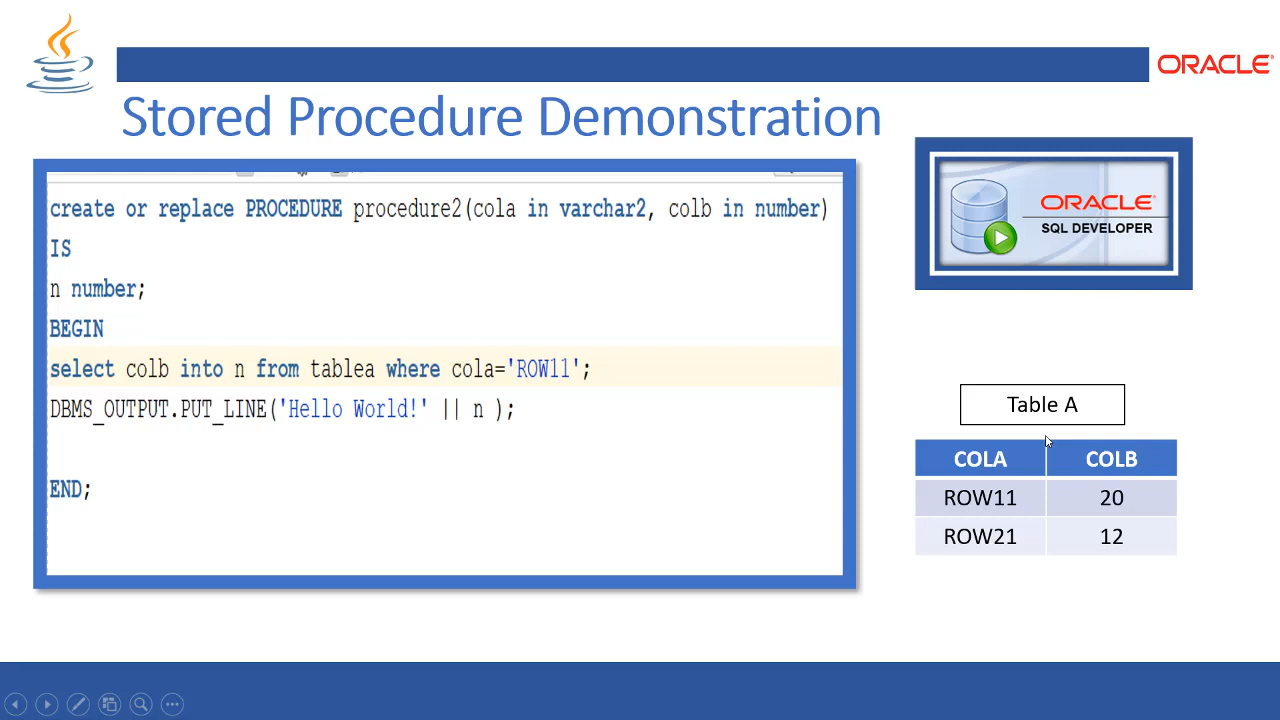 ORACLE
Stored Procedure Demonstration
create or replace PROCEDURE procedure2(cola in varchar2, colb in number)
IS
n number;
BEGIN
select colb into n from tablea where cola='ROW11';
DBMS_OUTPUT.PUT_LINE('Hello World!' || n );
END;
ORACLE
SQL DEVELOPER
Table A
COLA COLB
ROW11 20
ROW21 12